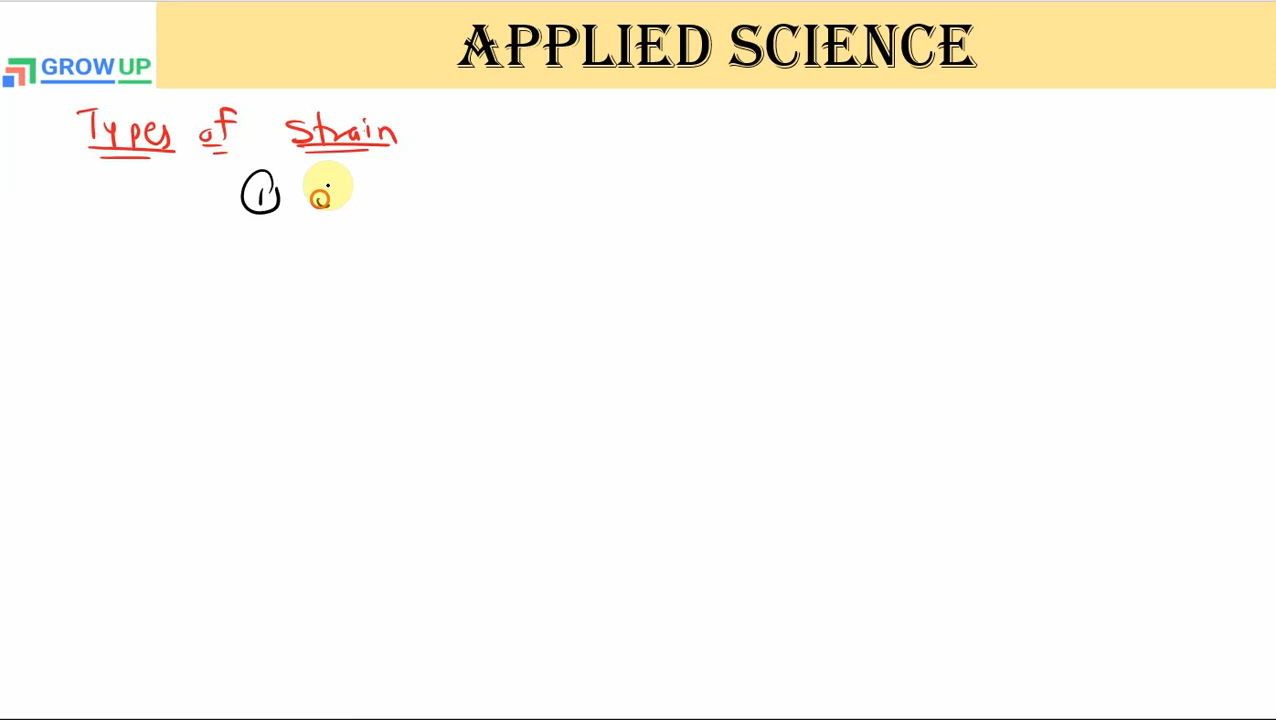 APPLIED SCIENCE
GROW UP
Types of Strain
①